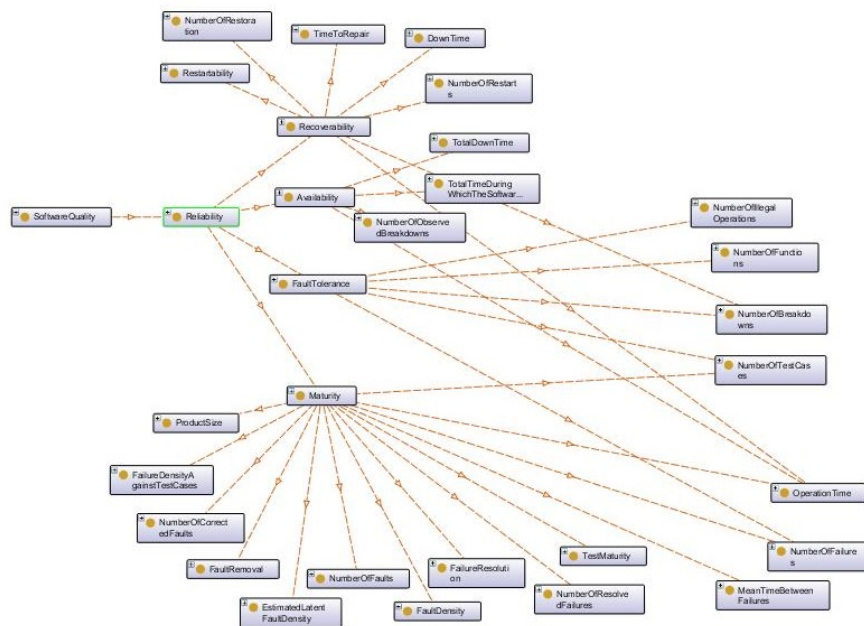 NumberOfRestora
tion
TimeToRepair
DownTime
Restartability
NumberOfRestart
s
Recoverability
TotalDownTime
Availability
TotalTimeDuring
WhichTheSoftwar...
SoftwareQuality
Reliability
NumberOfObserve
dBreakdowns
NumberOfIllegal
Operations
NumberOfFunctio
ns
FaultTolerance
NumberOfBreakdo
wns
NumberOfTestCas
es
Maturity
ProductSize
FailureDensityA
gainstTestCases
OperationTime
NumberOfCorrect
edFaults
FaultRemoval
NumberOfFaults
FailureResoluti
on
TestMaturity
NumberOfFailure
s
EstimatedLatent
FaultDensity
FaultDensity
NumberOfResolve
dFailures
MeanTimeBetween
Failures